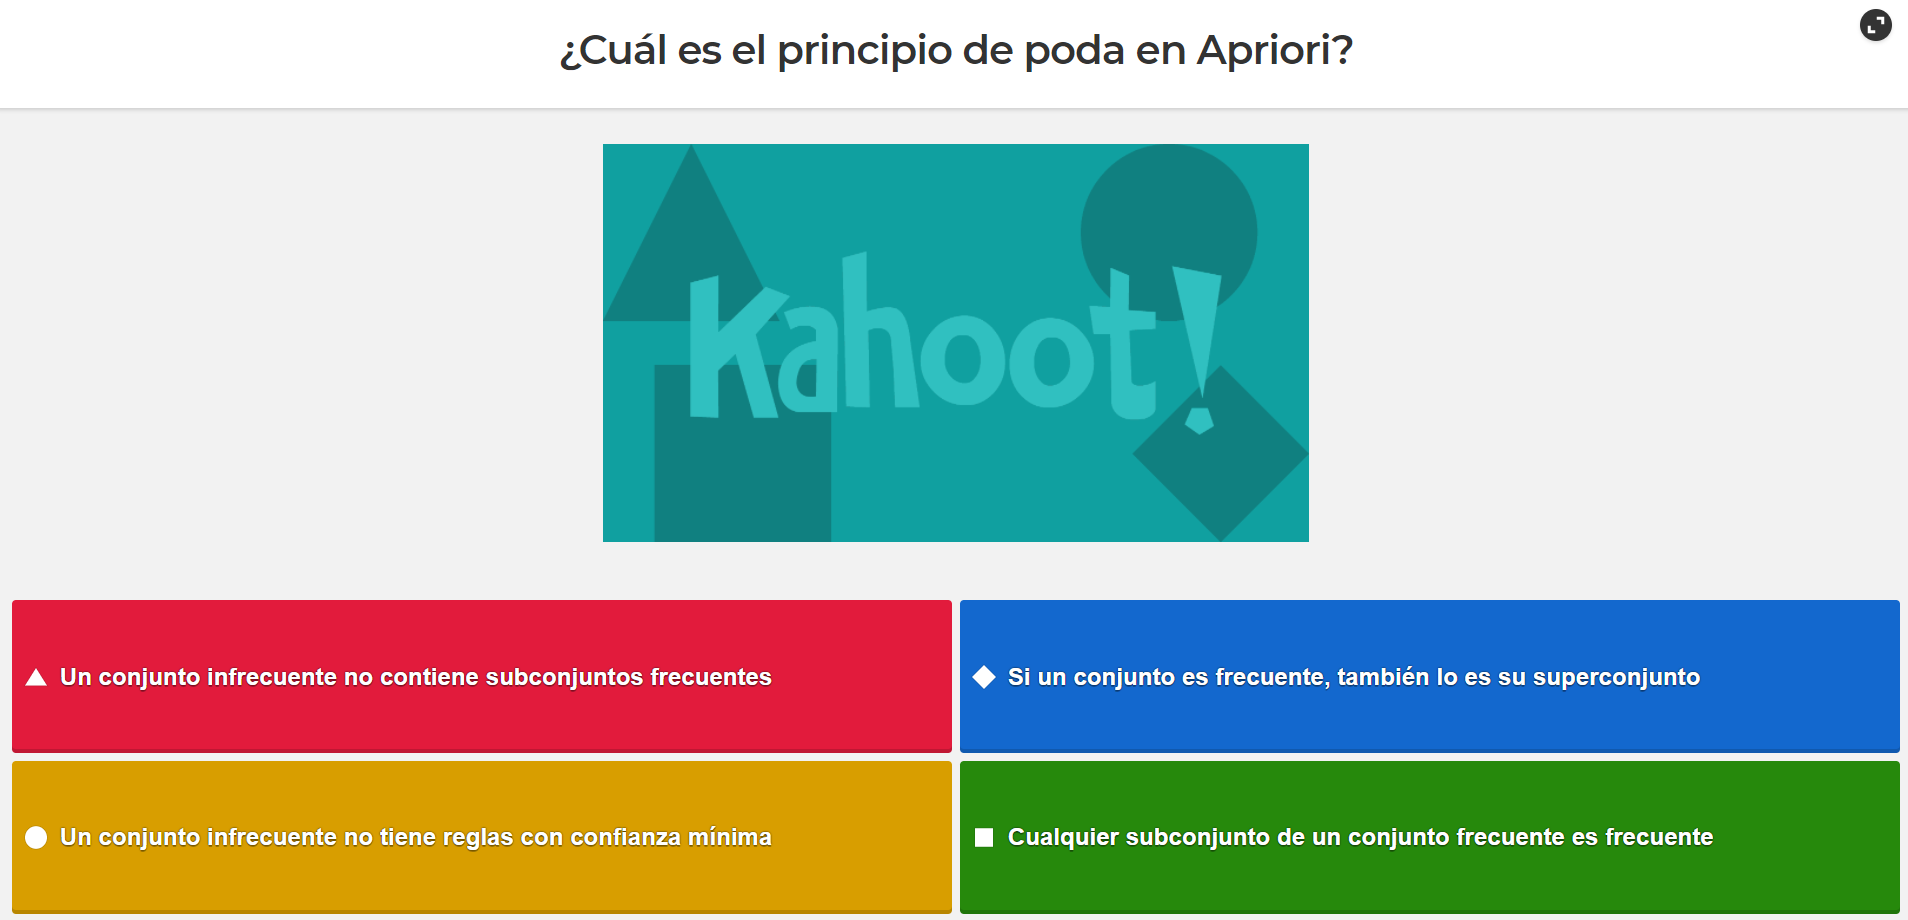 ¿Cuál es el principio de poda en Apriori?
Kahoot!
Un conjunto infrecuente no contiene subconjuntos frecuentes
Si un conjunto es frecuente, también lo es su superconjunto
Un conjunto infrecuente no tiene reglas con confianza mínima
Cualquier subconjunto de un conjunto frecuente es frecuente